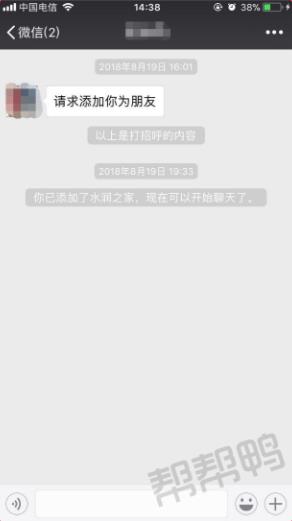 中国电信 14:38 38%
微信(2)
2018年8月19日 16:01
请求添加你为朋友
以上是打招呼的内容
2018年8月19日 19:33
你已添加了水润之家，现在可以开始聊天了。
帮帮鸭